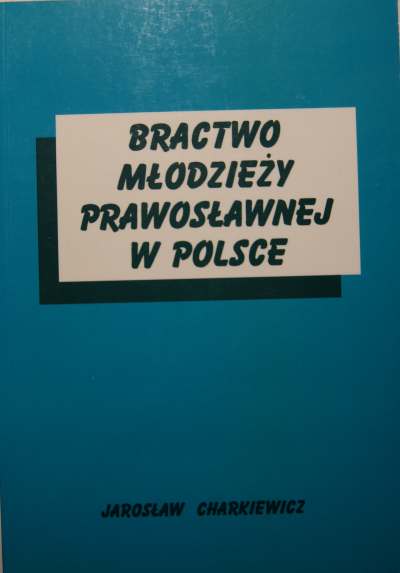 BRACTWO
MŁODZIEŻY
PRAWOSŁAWNEJ
W POLSCE
JAROSŁAW CHARKIEWICZ